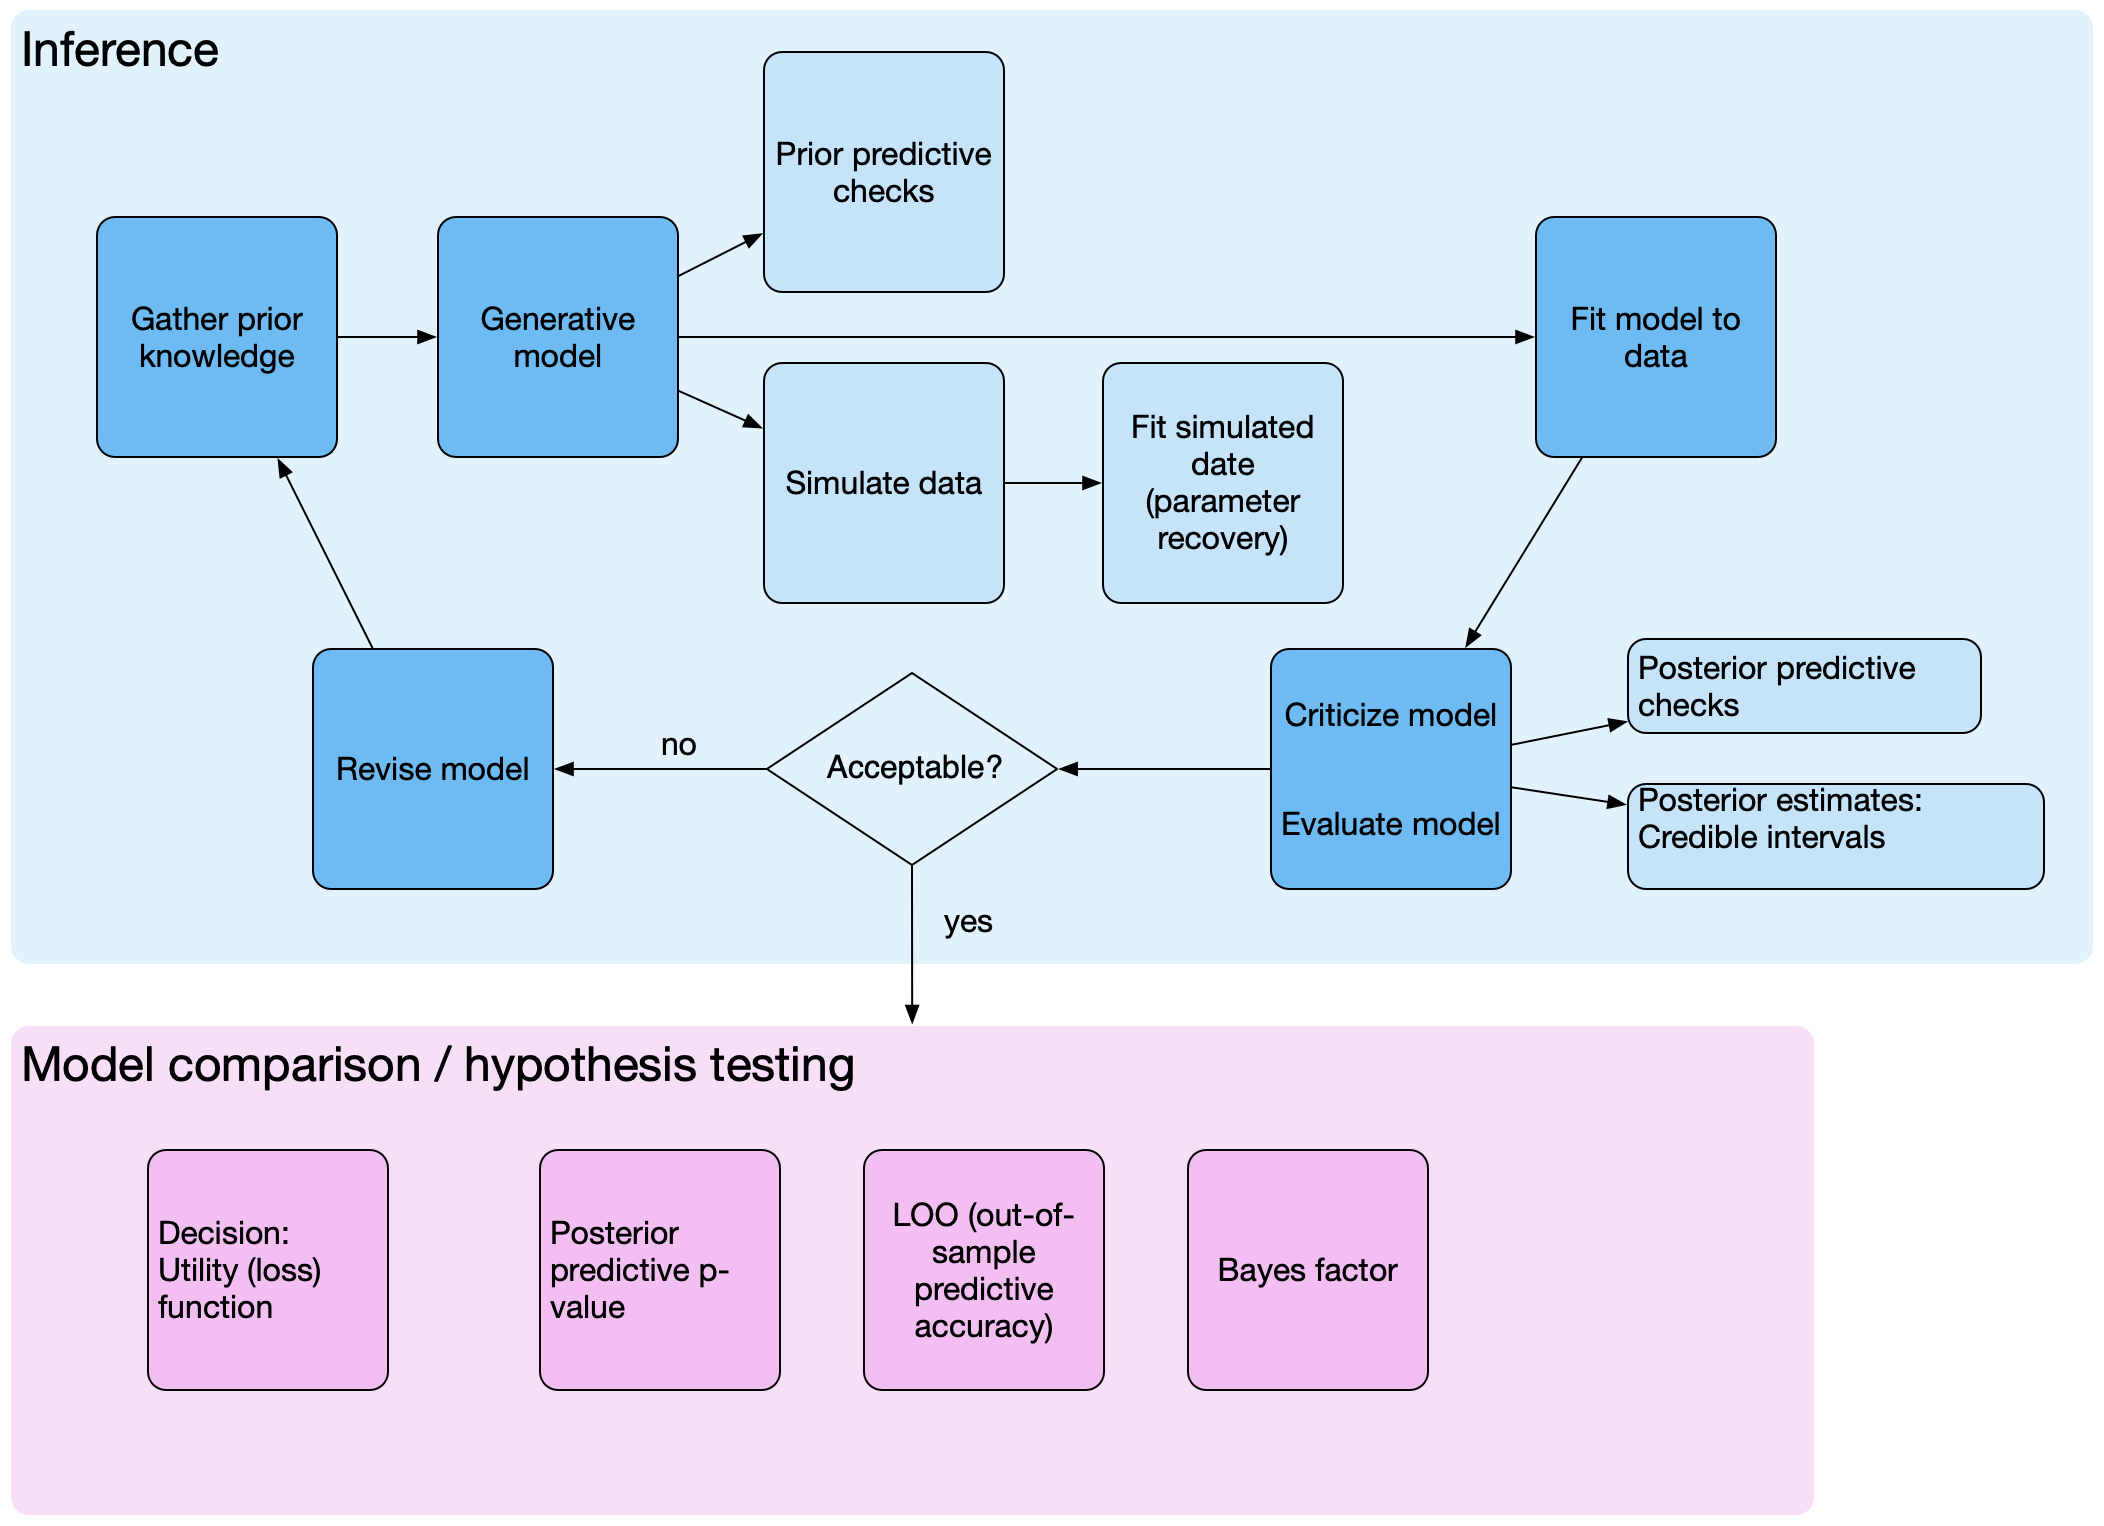 Inference
Prior predictive
checks
Gather prior
knowledge
Generative
model
Fit model to
data
Simulate data
Fit simulated
date
(parameter
recovery)
Revise model
no
Acceptable?
Criticize model
Evaluate model
Posterior predictive
checks
Posterior estimates:
Credible intervals
yes
Model comparison / hypothesis testing
Decision:
Utility (loss)
function
Posterior
predictive p-
value
LOO (out-of-
sample
predictive
accuracy)
Bayes factor